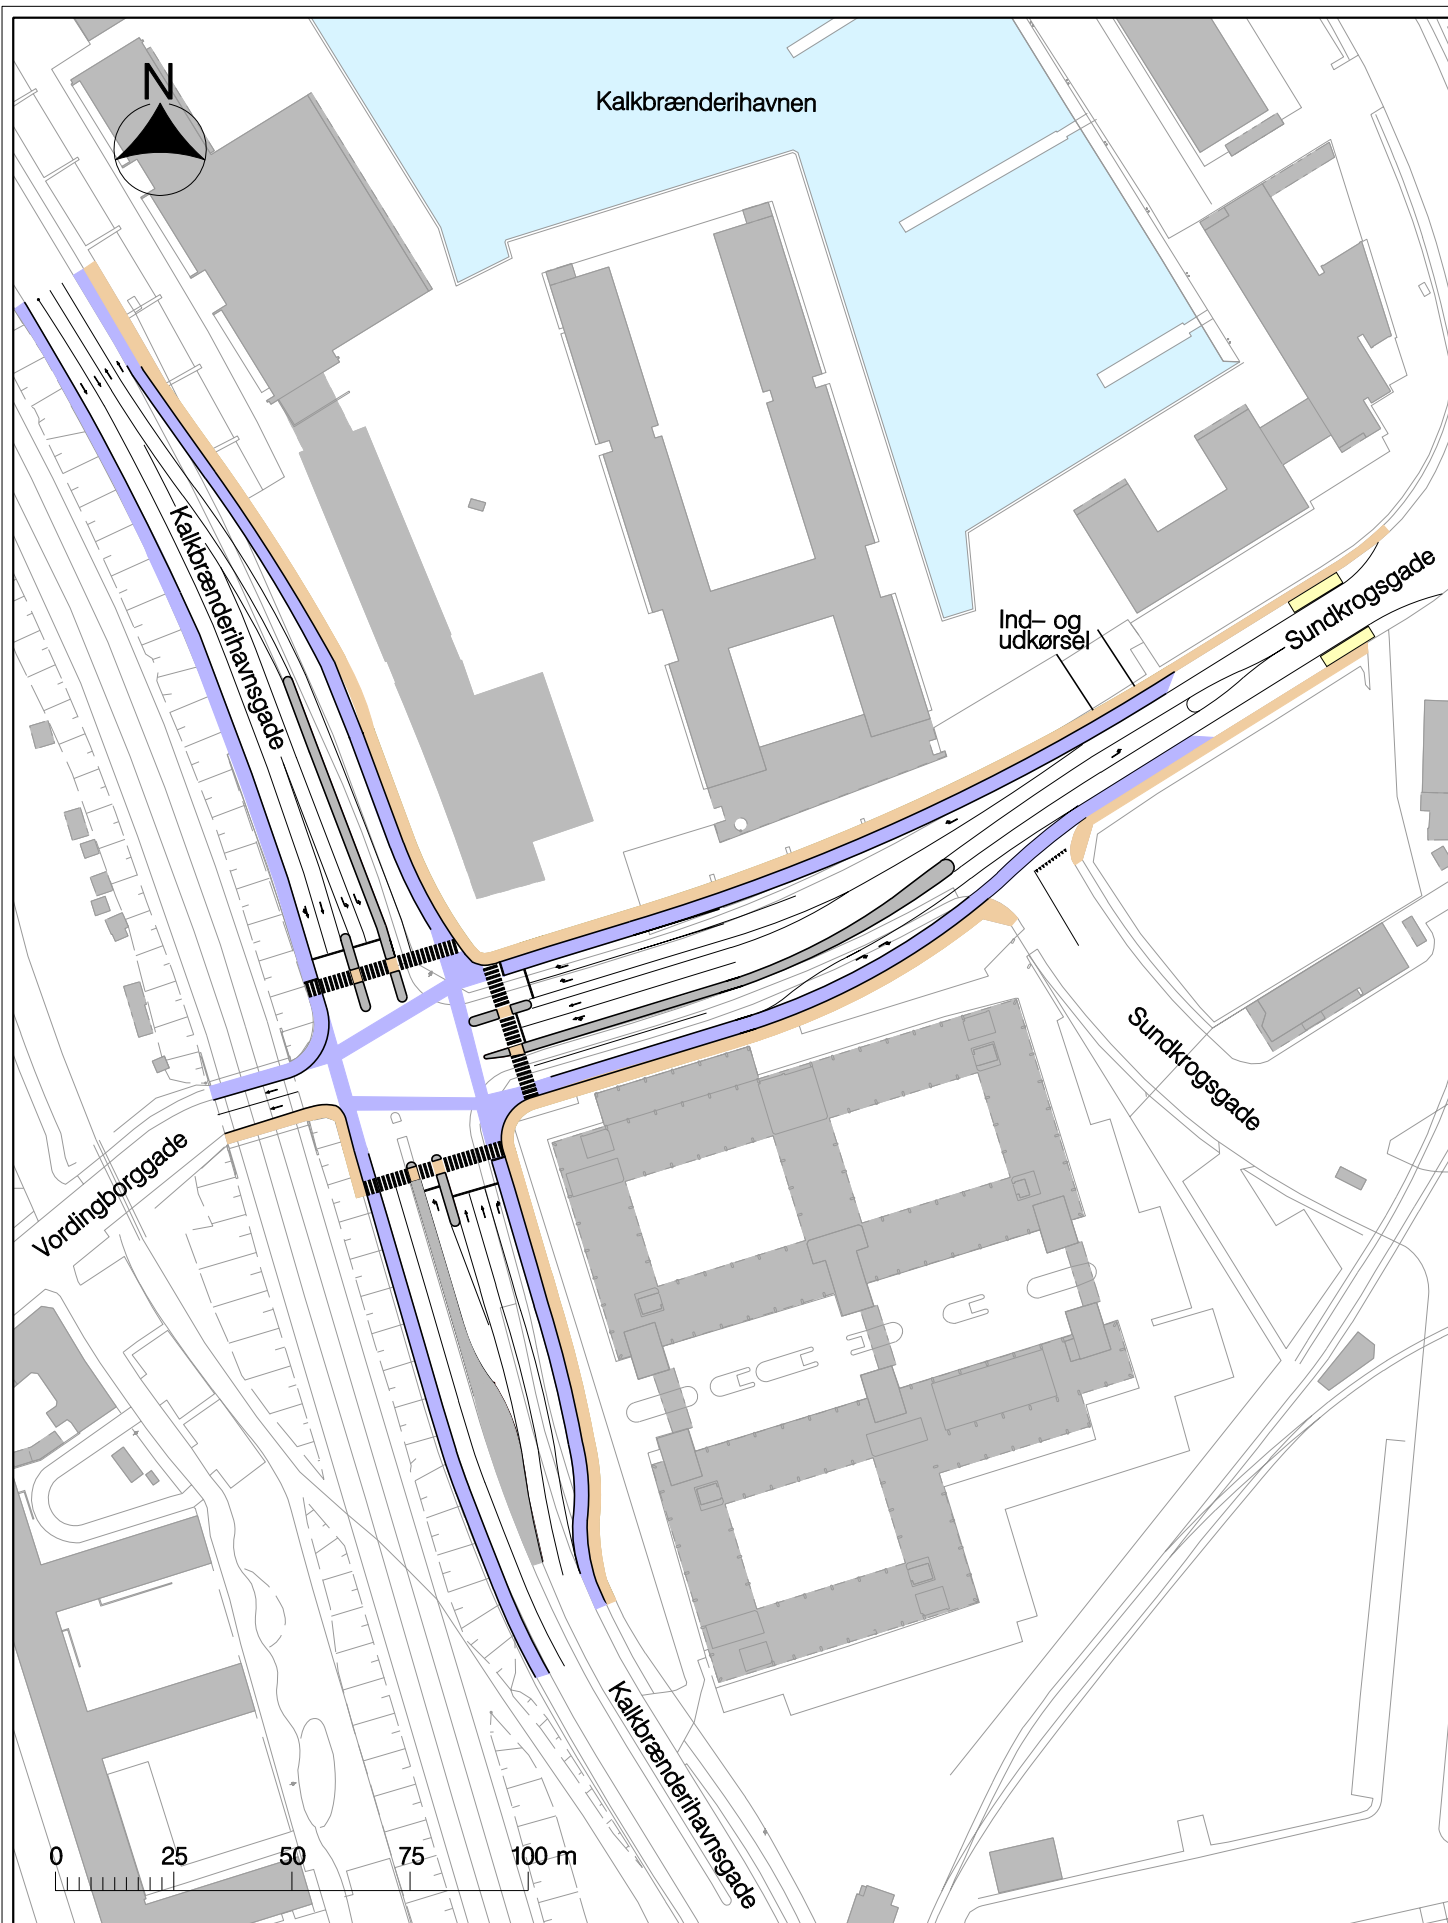 N
Kalkbrænderihavnen
Kalkbrænderihavnsgade
Ind– og
udkørsel
Sundkrogsgade
Sundkrogsgade
Vordingborggade
Kalkbrænderihavnsgade
0 25 50 75 100 m